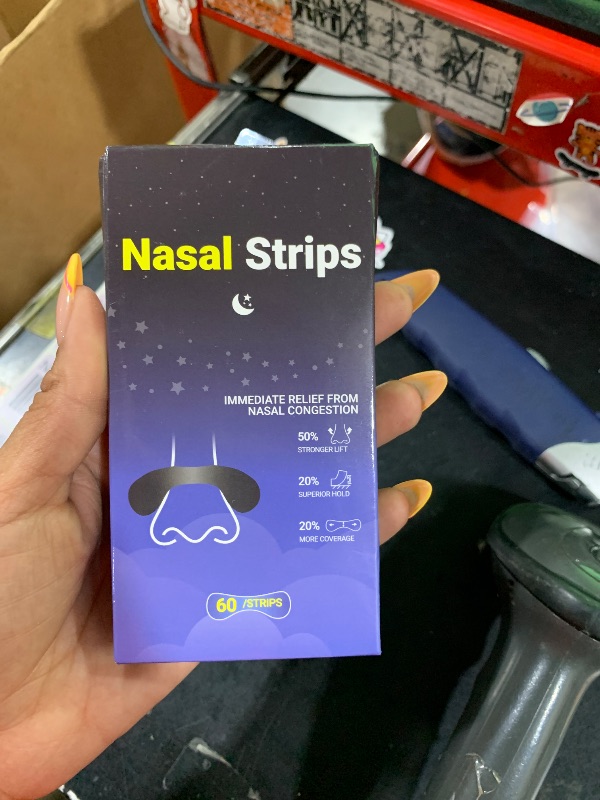 Nasal Strips
IMMEDIATE RELIEF FROM
NASAL CONGESTION
50%
STRONGER LIFT
20%
SUPERIOR HOLD
20%
MORE COVERAGE
60 /STRIPS